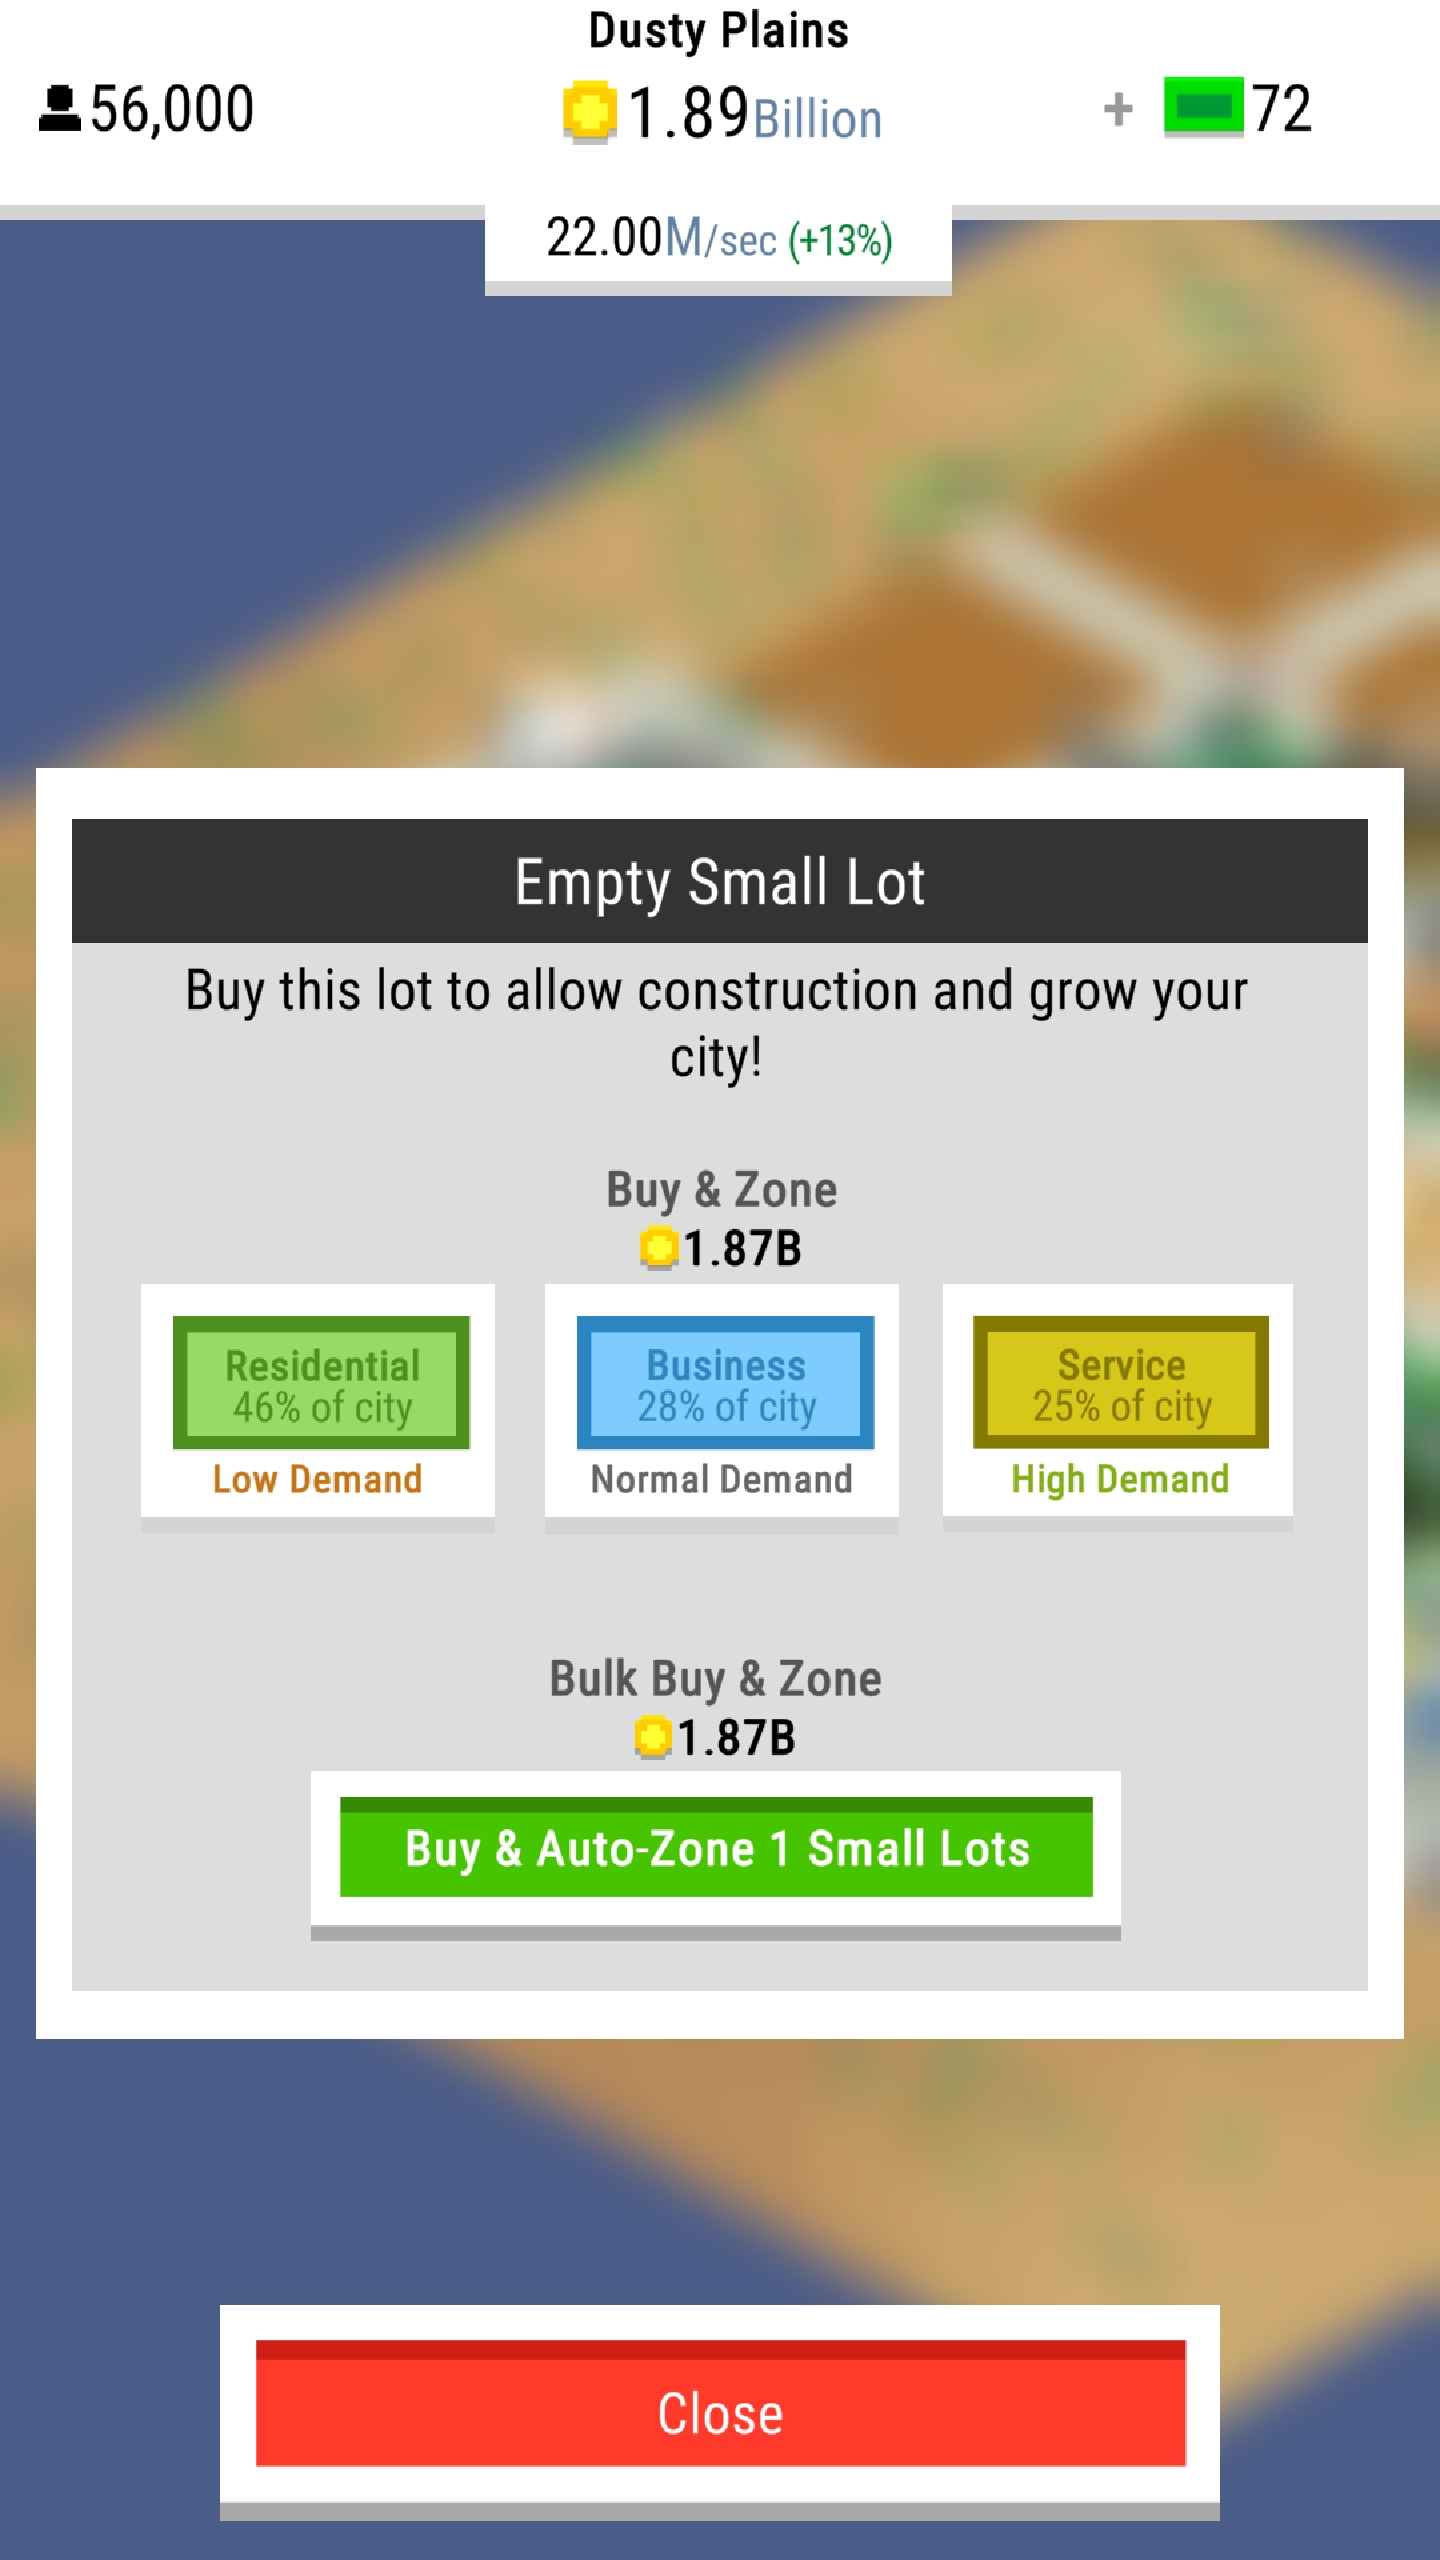 Dusty Plains
56,000
1.89Billion
+ 72
22.00M/sec (+13%)
Empty Small Lot
Buy this lot to allow construction and grow your
city!
Buy & Zone
1.87B
Residential
46% of city
Low Demand
Business
28% of city
Normal Demand
Service
25% of city
High Demand
Bulk Buy & Zone
1.87B
Buy & Auto-Zone 1 Small Lots
Close